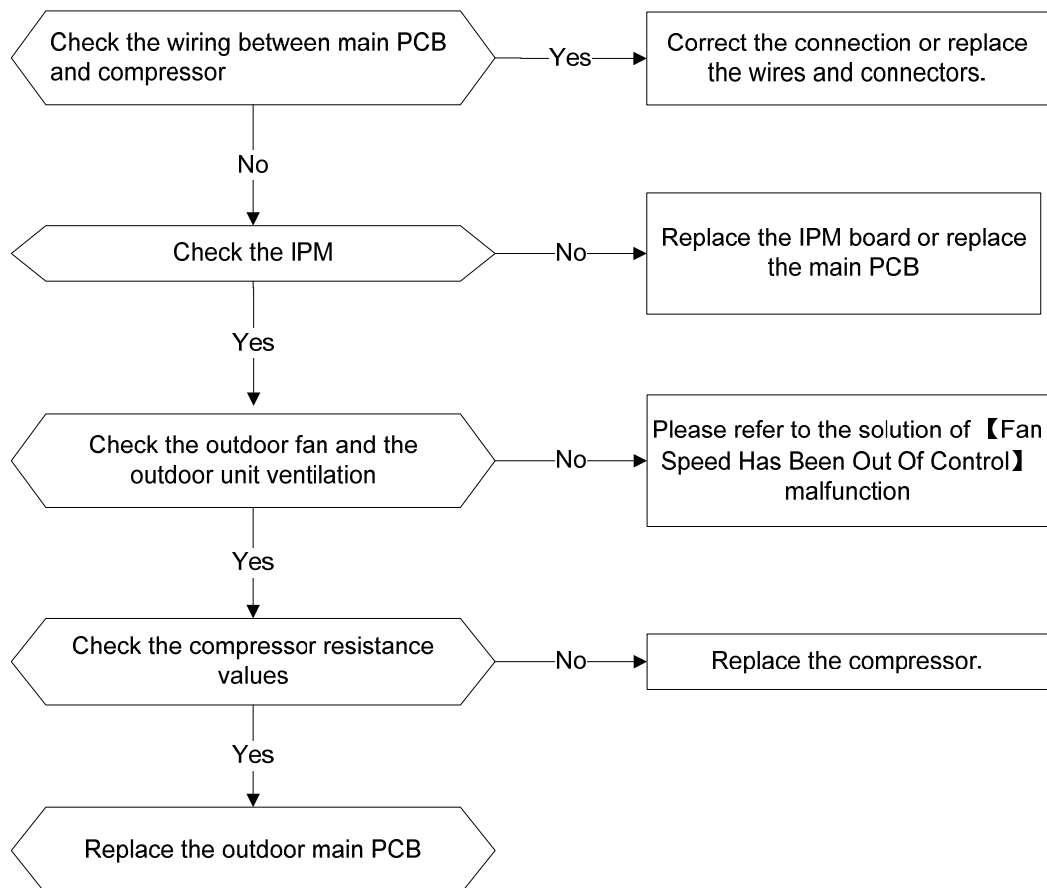 Check the wiring between main PCB
and compressor
Yes
Correct the connection or replace
the wires and connectors.
No
Check the IPM
No
Replace the IPM board or replace
the main PCB
Yes
Check the outdoor fan and the
outdoor unit ventilation
No
Please refer to the solution of 【Fan
Speed Has Been Out Of Control】
malfunction
Yes
Check the compressor resistance
values
No
Replace the compressor.
Yes
Replace the outdoor main PCB